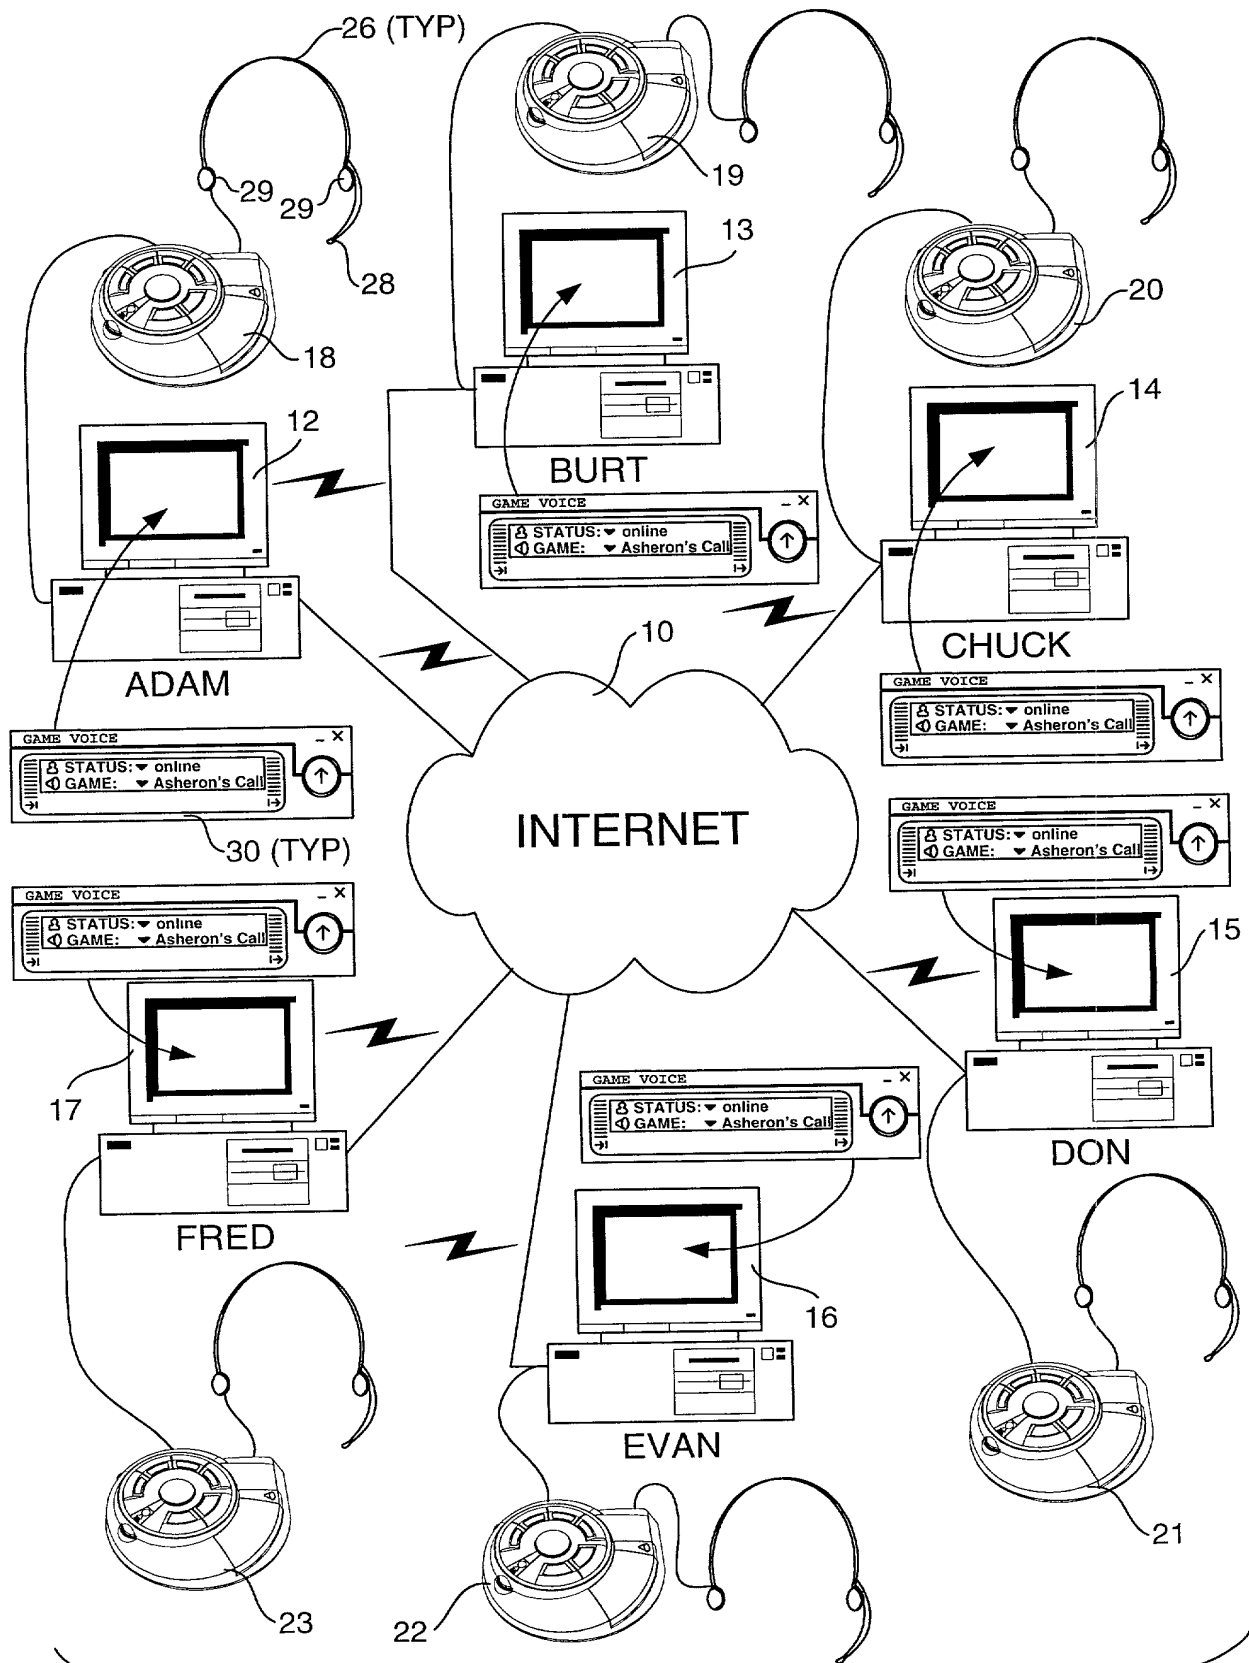 26 (TYP)
29
29
28
18
19
13
20
12
14
BURT
GAME VOICE
STATUS: online
GAME: Asheron's Call
ADAM
CHUCK
10
GAME VOICE
STATUS: online
GAME: Asheron's Call
GAME VOICE
STATUS: online
GAME: Asheron's Call
30 (TYP)
INTERNET
GAME VOICE
STATUS: online
GAME: Asheron's Call
GAME VOICE
STATUS: online
GAME: Asheron's Call
15
17
GAME VOICE
STATUS: online
GAME: Asheron's Call
DON
FRED
16
EVAN
21
23
22